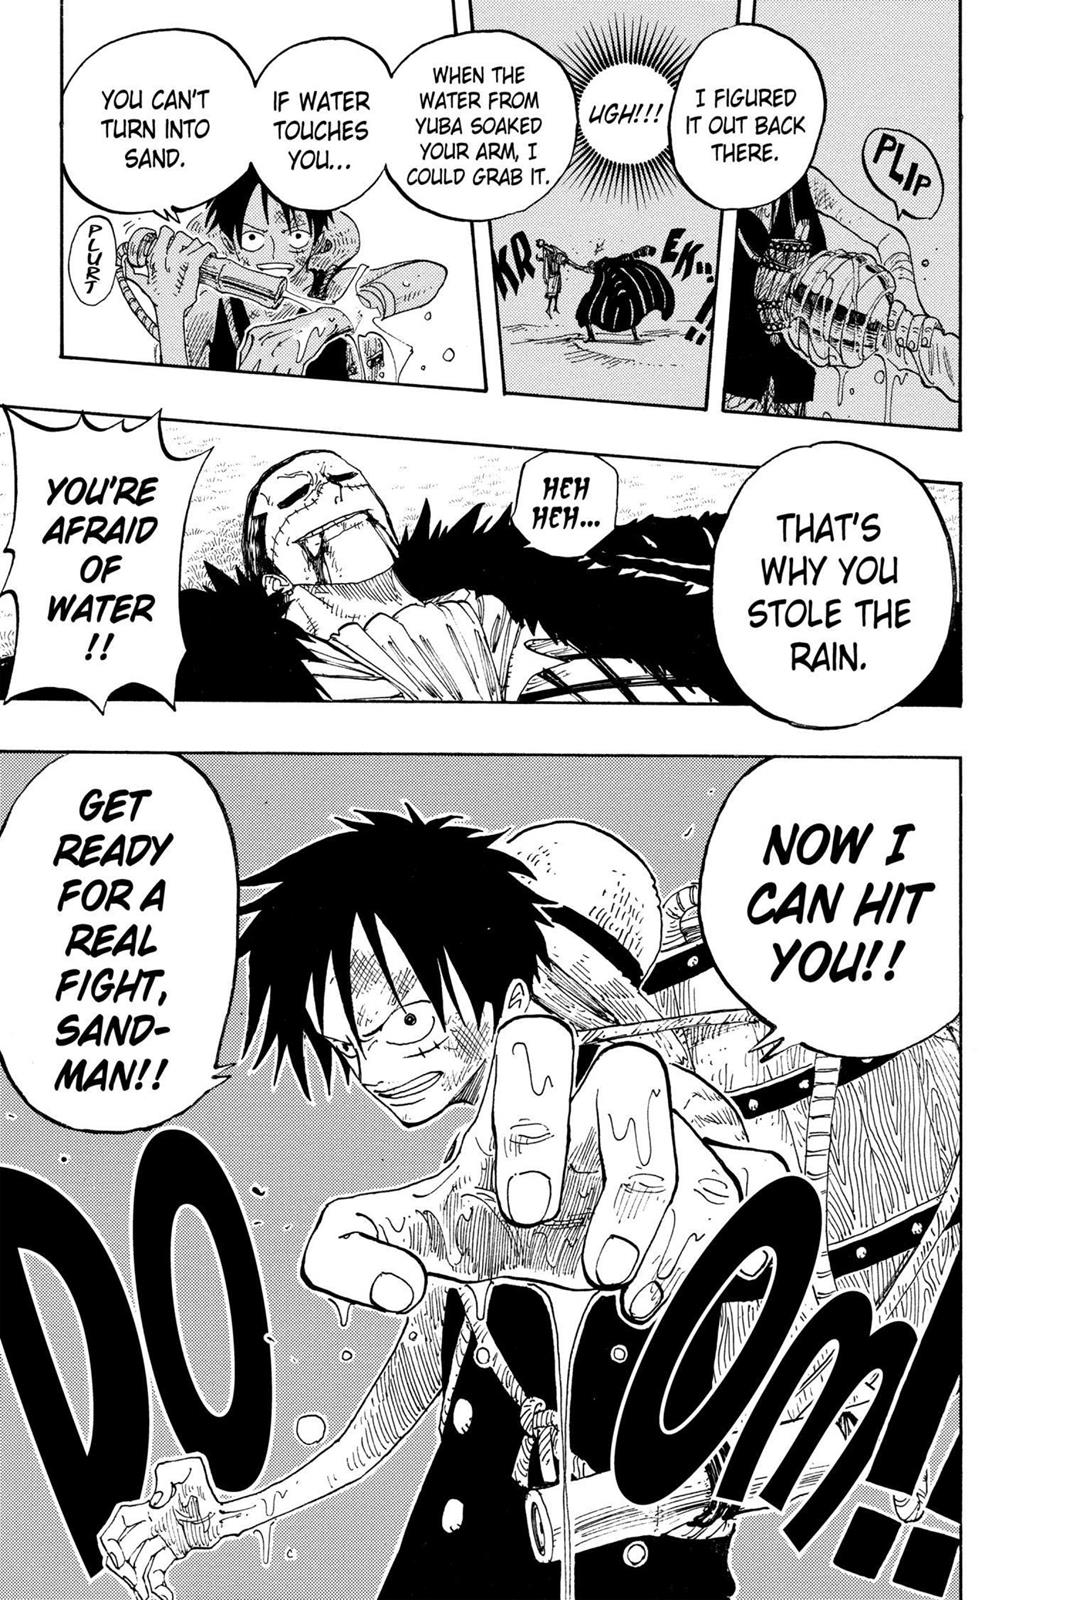 I FIGURED
IT OUT BACK
THERE.
PLIP
UGH!!!
KR
EK..!!
WHEN THE
WATER FROM
YUBA SOAKED
YOUR ARM, I
COULD GRAB IT.
IF WATER
TOUCHES
YOU...
YOU CAN'T
TURN INTO
SAND.
PLURT
THAT'S
WHY YOU
STOLE THE
RAIN.
HEH
HEH...
YOU'RE
AFRAID
OF
WATER
!!
NOW I
CAN HIT
YOU!!
GET
READY
FOR A
REAL
FIGHT,
SAND-
MAN!!
DOOM!!